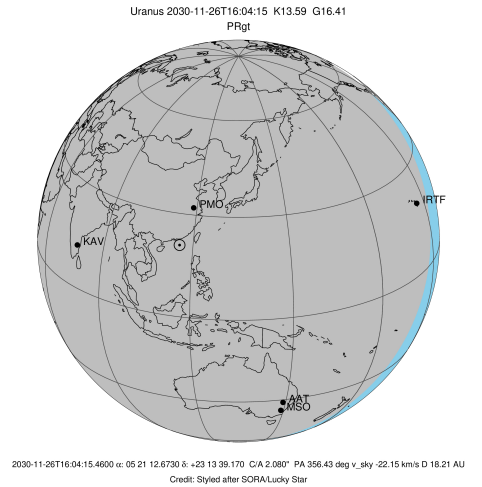 Uranus 2030-11-26T16:04:15 K13.59 G16.41
PRgt
PMO
IRTF
KAV
AAT
MSO
2030-11-26T16:04:15.4600 α: 05 21 12.6730 δ: +23 13 39.170 C/A 2.080" PA 356.43 deg v_sky -22.15 km/s D 18.21 AU
Credit: Styled after SORA/Lucky Star